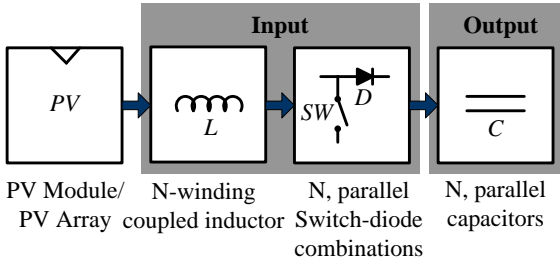 Input
Output
PV
L
SW
D
C
PV Module/
PV Array
N-winding
coupled inductor
N, parallel
Switch-diode
combinations
N, parallel
capacitors